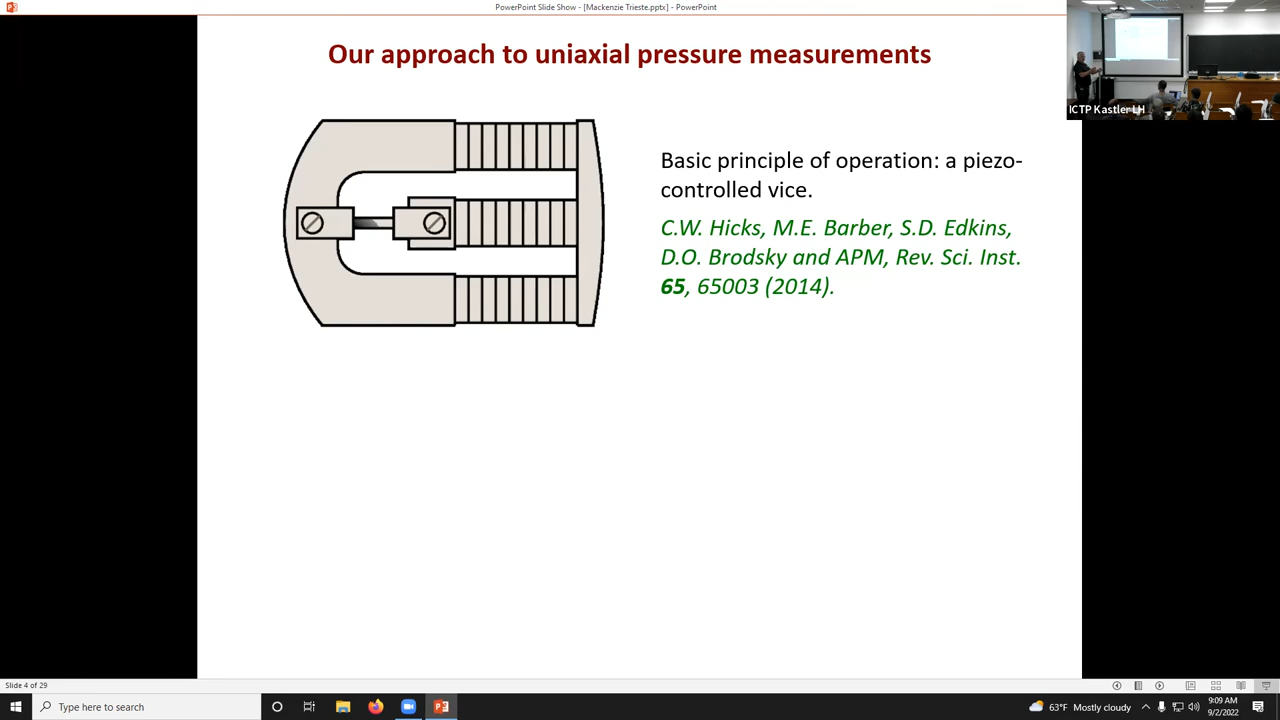 PowerPoint Slide Show - [Mackenzie Trieste.pptx] - PowerPoint
Our approach to uniaxial pressure measurements
ICTP Kastler LH
Basic principle of operation: a piezo-
controlled vice.
C.W. Hicks, M.E. Barber, S.D. Edkins,
D.O. Brodsky and APM, Rev. Sci. Inst.
65, 65003 (2014).
Slide 4 of 29
Type here to search
63°F Mostly cloudy
9:09 AM
9/2/2022